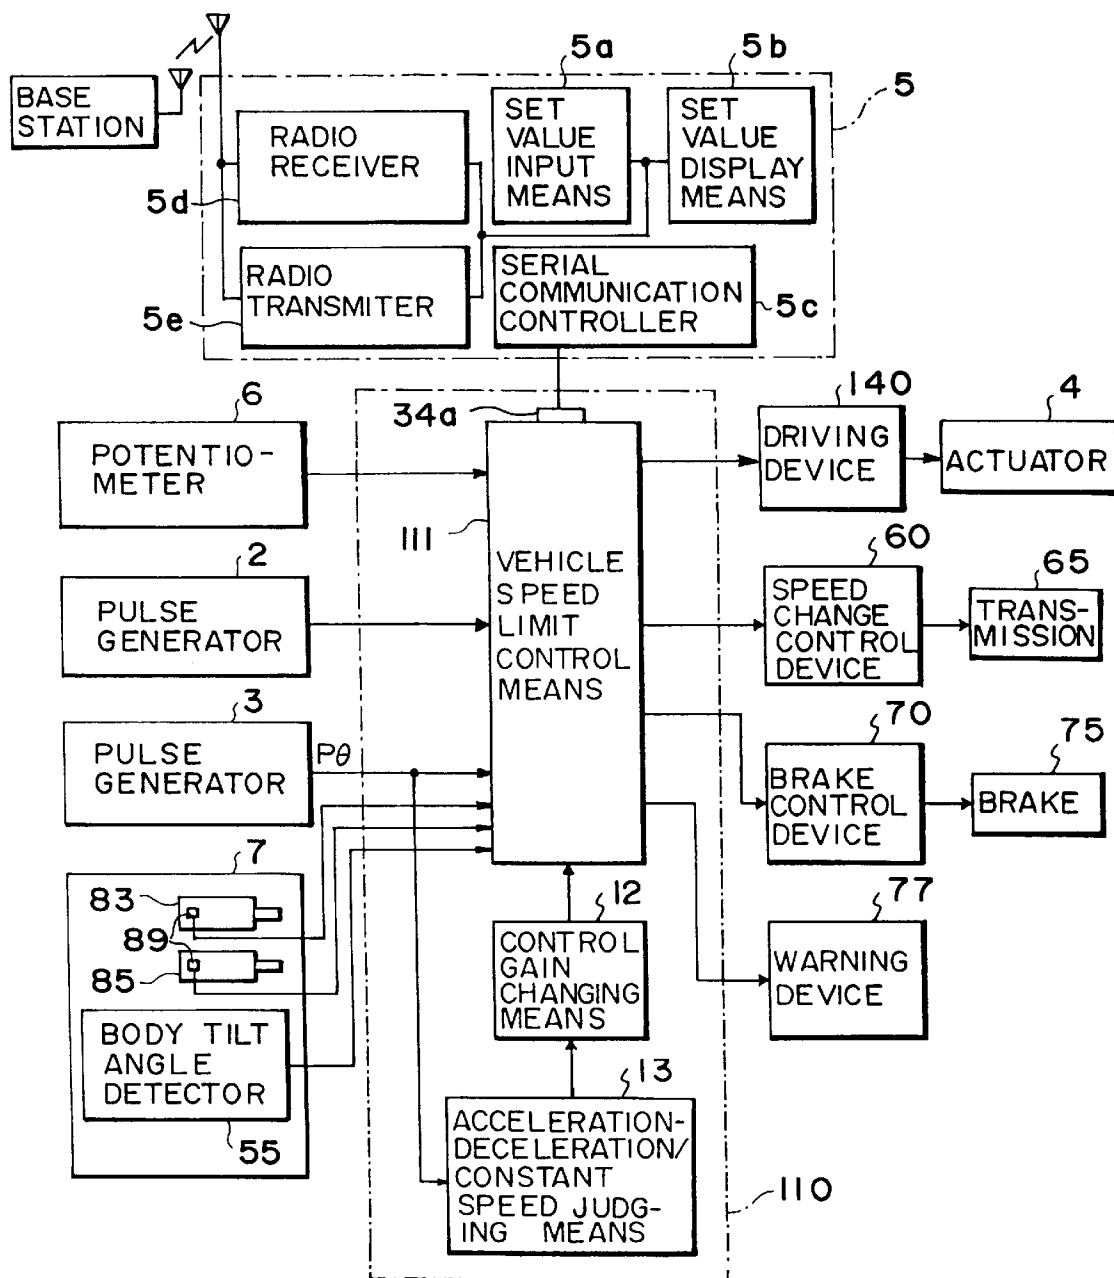 5a
5b
5
BASE
STATION
RADIO
RECEIVER
5d
SET
VALUE
INPUT
MEANS
SET
VALUE
DISPLAY
MEANS
RADIO
TRANSMITER
5e
SERIAL
COMMUNICATION
CONTROLLER
5c
6
POTENTIO-
METER
34a
111
140
DRIVING
DEVICE
4
ACTUATOR
2
PULSE
GENERATOR
VEHICLE
SPEED
LIMIT
CONTROL
MEANS
60
SPEED
CHANGE
CONTROL
DEVICE
65
TRANS-
MISSION
3
PULSE
GENERATOR
Pθ
70
BRAKE
CONTROL
DEVICE
75
BRAKE
7
83
89
85
BODY TILT
ANGLE
DETECTOR
55
12
CONTROL
GAIN
CHANGING
MEANS
77
WARNING
DEVICE
13
ACCELERATION-
DECELERATION/
CONSTANT
SPEED JUDG-
ING MEANS
110